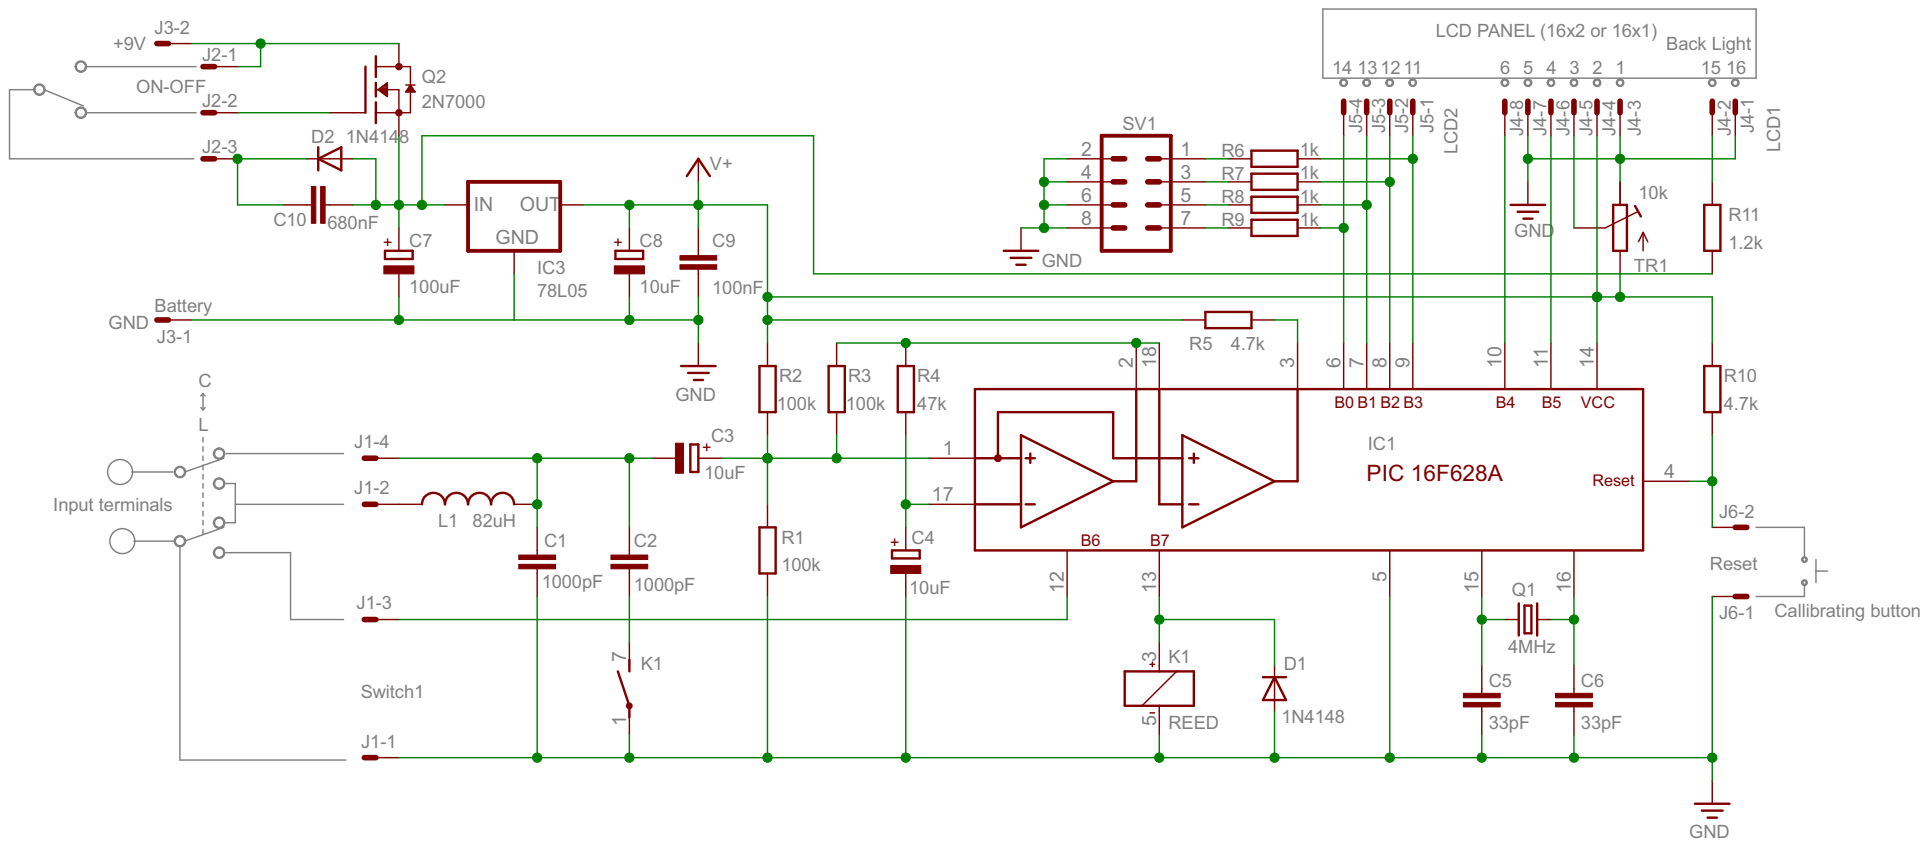 J3-2
+9V
J2-1
ON-OFF
J2-2
Q2
2N7000
D2
1N4148
J2-3
C10
680nF
V+
IN
OUT
GND
IC3
78L05
+
C7
100uF
+
C8
10uF
C9
100nF
Battery
GND
J3-1
GND
SV1
2
4
6
8
1
3
5
7
R6
1k
R7
1k
R8
1k
R9
1k
GND
LCD PANEL (16x2 or 16x1)
Back Light
14
13
12
11
6
5
4
3
2
1
15
16
J5-4
J5-3
J5-2
J5-1
LCD2
J4-8
J4-7
J4-6
J4-5
J4-4
J4-3
J4-2
J4-1
LCD1
GND
10k
TR1
R11
1.2k
R5
4.7k
C
L
Input terminals
J1-4
J1-2
L1
82uH
J1-3
Switch1
J1-1
C1
1000pF
C2
1000pF
7
K1
1
C3
+
10uF
R2
100k
R3
100k
R4
47k
R1
100k
+
C4
10uF
1
17
2
18
3
6
7
8
9
10
11
14
B0
B1
B2
B3
B4
B5
VCC
+
−
+
−
IC1
PIC 16F628A
Reset
4
B6
B7
12
13
5
15
16
3
+
K1
5
-
REED
D1
1N4148
Q1
4MHz
C5
33pF
C6
33pF
R10
4.7k
J6-2
Reset
J6-1
Callibrating button
GND